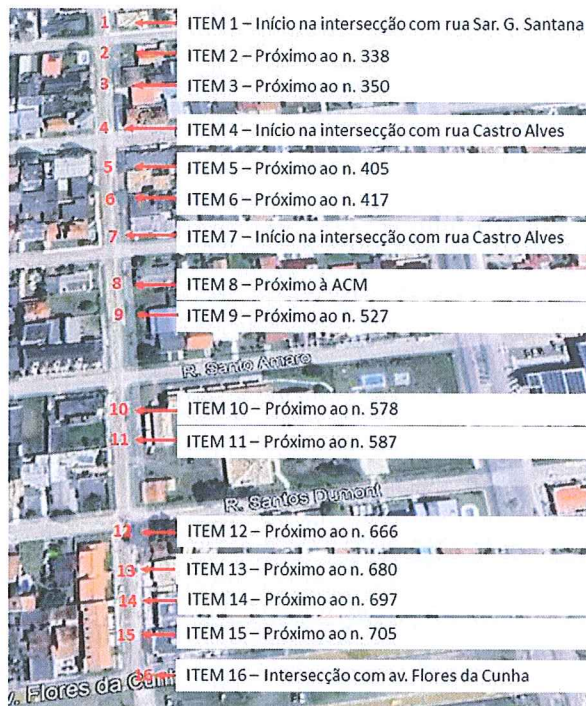 1 ITEM 1 – Início na intersecção com rua Sar. G. Santana
2 ITEM 2 – Próximo ao n. 338
3 ITEM 3 – Próximo ao n. 350
4 ITEM 4 – Início na intersecção com rua Castro Alves
5 ITEM 5 – Próximo ao n. 405
6 ITEM 6 – Próximo ao n. 417
7 ITEM 7 – Início na intersecção com rua Castro Alves
8 ITEM 8 – Próximo à ACM
9 ITEM 9 – Próximo ao n. 527
R. Santo Amaro
10 ITEM 10 – Próximo ao n. 578
11 ITEM 11 – Próximo ao n. 587
R. Santos Dumont
12 ITEM 12 – Próximo ao n. 666
13 ITEM 13 – Próximo ao n. 680
14 ITEM 14 – Próximo ao n. 697
15 ITEM 15 – Próximo ao n. 705
16 ITEM 16 – Intersecção com av. Flores da Cunha
v. Flores da Cunh